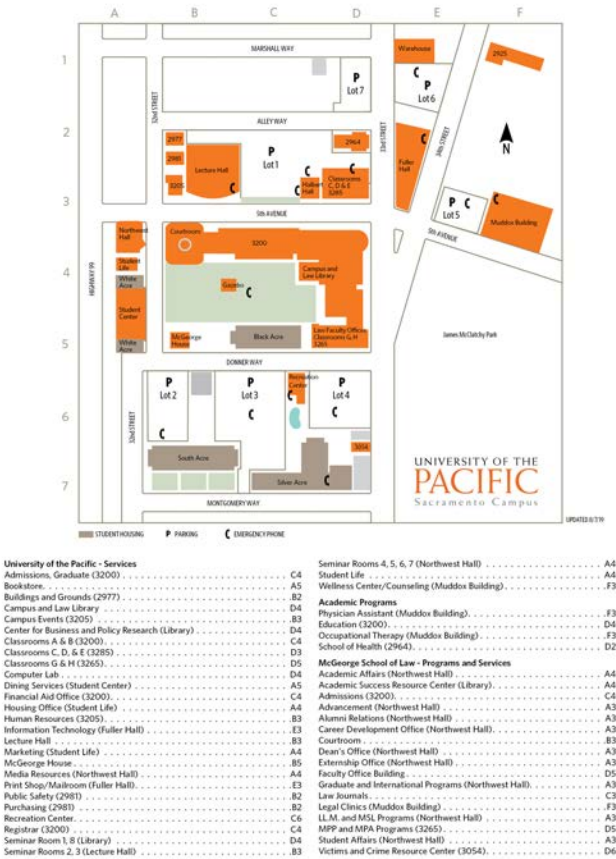 A B C D E F
1
MARSHALL WAY
Warehouse
2925
P
Lot 7
P
Lot 6
32nd STREET
ALLEY WAY
33rd STREET
34th STREET
2
2977
2981
3205
Lecture Hall
P
Lot 1
2964
Halbert Hall
Classrooms
C, D, & E
3285
Fuller
Hall
N
3
5th AVENUE
P
Lot 5
Muddox Building
5th AVENUE
Northwest
Hall
Courtroom
3200
Student
Life
4
HIGHWAY 99
White
Acre
Gazebo
Campus and
Law Library
Student
Center
McGeorge
House
Black Acre
Law Faculty Offices
Classrooms G, H
3265
James McClatchy Park
5
White
Acre
DONNER WAY
P
Lot 2
P
Lot 3
Recreation
Center
P
Lot 4
6
32nd STREET
3054
South Acre
Silver Acre
7
MONTGOMERY WAY
UNIVERSITY OF THE
PACIFIC
Sacramento Campus
UPDATED 8/7/19
STUDENT HOUSING P PARKING EMERGENCY PHONE
University of the Pacific - Services
Admissions, Graduate (3200) C4
Bookstore A5
Buildings and Grounds (2977) B2
Campus and Law Library D4
Campus Events (3205) B3
Center for Business and Policy Research (Library) D4
Classrooms A & B (3200) C4
Classrooms C, D, & E (3285) D3
Classrooms G & H (3265) D5
Computer Lab D4
Dining Services (Student Center) A5
Financial Aid Office (3200) C4
Housing Office (Student Life) A4
Human Resources (3205) B3
Information Technology (Fuller Hall) E3
Lecture Hall B3
Marketing (Student Life) A4
McGeorge House B5
Media Resources (Northwest Hall) A4
Print Shop/Mailroom (Fuller Hall) E3
Public Safety (2981) B2
Purchasing (2981) B2
Recreation Center C6
Registrar (3200) C4
Seminar Room 1, 8 (Library) D4
Seminar Rooms 2, 3 (Lecture Hall) B3
Seminar Rooms 4, 5, 6, 7 (Northwest Hall) A4
Student Life A4
Wellness Center/Counseling (Muddox Building) F3
Academic Programs
Physician Assistant (Muddox Building) F3
Education (3200) D4
Occupational Therapy (Muddox Building) F3
School of Health (2964) D2
McGeorge School of Law - Programs and Services
Academic Affairs (Northwest Hall) A4
Academic Success Resource Center (Library) A4
Admissions (3200) C4
Advancement (Northwest Hall) A3
Alumni Relations (Northwest Hall) A3
Career Development Office (Northwest Hall) A3
Courtroom B3
Dean's Office (Northwest Hall) A3
Externship Office (Northwest Hall) A3
Faculty Office Building D5
Graduate and International Programs (Northwest Hall) A3
Law Journals C3
Legal Clinics (Muddox Building) F3
LL.M. and MSL Programs (Northwest Hall) A3
MPP and MPA Programs (3265) D5
Student Affairs (Northwest Hall) A3
Victims and Crime Resource Center (3054) D6